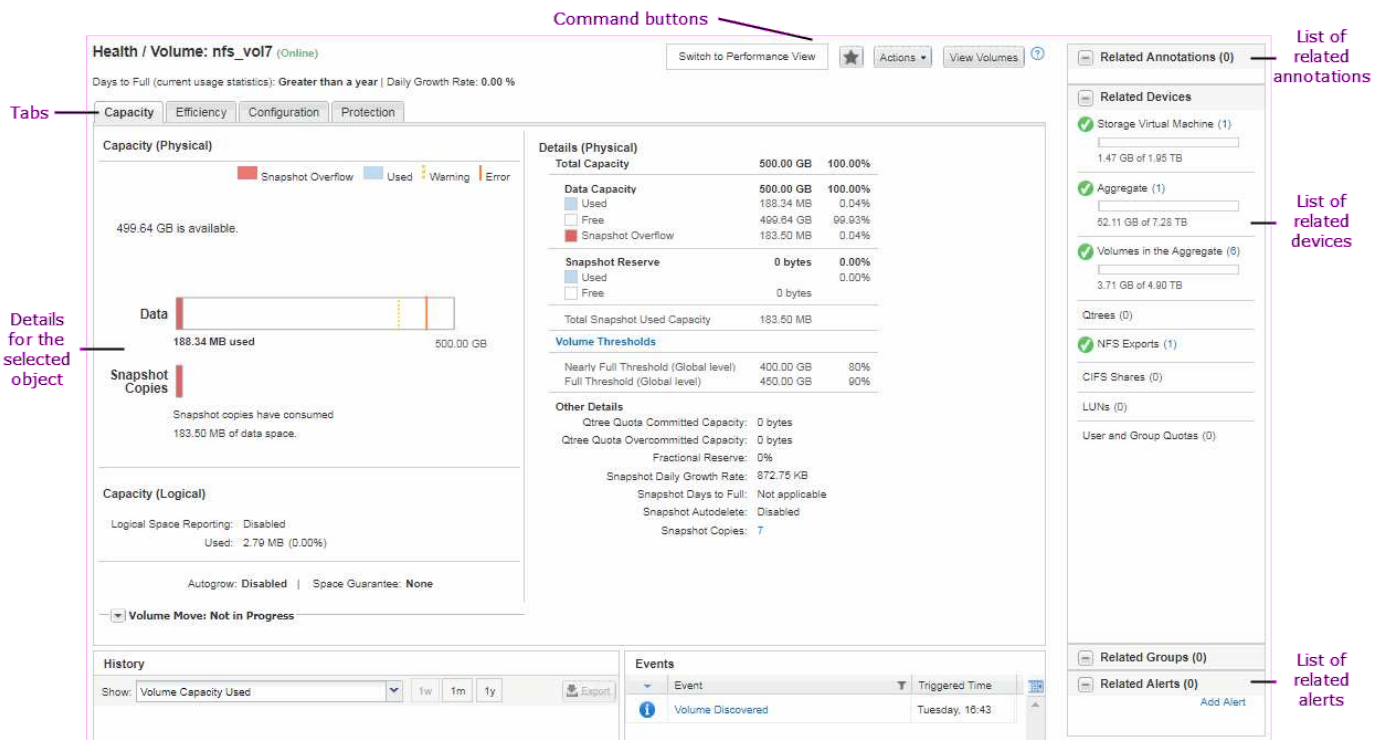 Command buttons
List of
related
annotations
Health / Volume: nfs_vol7 (Online)
Switch to Performance View
Actions
View Volumes
?
Days to Full (current usage statistics): Greater than a year | Daily Growth Rate: 0.00 %
Tabs
Capacity Efficiency Configuration Protection
Capacity (Physical)
Snapshot Overflow Used Warning Error
499.64 GB is available.
Details
for the
selected
object
Data
188.34 MB used 500.00 GB
Snapshot
Copies
Snapshot copies have consumed
183.50 MB of data space.
Capacity (Logical)
Logical Space Reporting: Disabled
Used: 2.79 MB (0.00%)
Autogrow: Disabled | Space Guarantee: None
Volume Move: Not in Progress
Details (Physical)
Total Capacity 500.00 GB 100.00%
Data Capacity 500.00 GB 100.00%
Used 188.34 MB 0.04%
Free 499.64 GB 99.93%
Snapshot Overflow 183.50 MB 0.04%
Snapshot Reserve 0 bytes 0.00%
Used 0.00%
Free 0 bytes
Total Snapshot Used Capacity 183.50 MB
Volume Thresholds
Nearly Full Threshold (Global level) 400.00 GB 80%
Full Threshold (Global level) 450.00 GB 90%
Other Details
Qtree Quota Committed Capacity: 0 bytes
Qtree Quota Overcommitted Capacity: 0 bytes
Fractional Reserve: 0%
Snapshot Daily Growth Rate: 872.75 KB
Snapshot Days to Full: Not applicable
Snapshot Autodelete: Disabled
Snapshot Copies: 7
Related Annotations (0)
Related Devices
Storage Virtual Machine (1)
1.47 GB of 1.95 TB
Aggregate (1)
52.11 GB of 7.28 TB
Volumes in the Aggregate (6)
3.71 GB of 4.90 TB
Qtrees (0)
NFS Exports (1)
CIFS Shares (0)
LUNs (0)
User and Group Quotas (0)
List of
related
devices
Related Groups (0)
Related Alerts (0)
Add Alert
List of
related
alerts
History
Show: Volume Capacity Used 1w 1m 1y Export
Events
Event Triggered Time
Volume Discovered Tuesday, 16:43